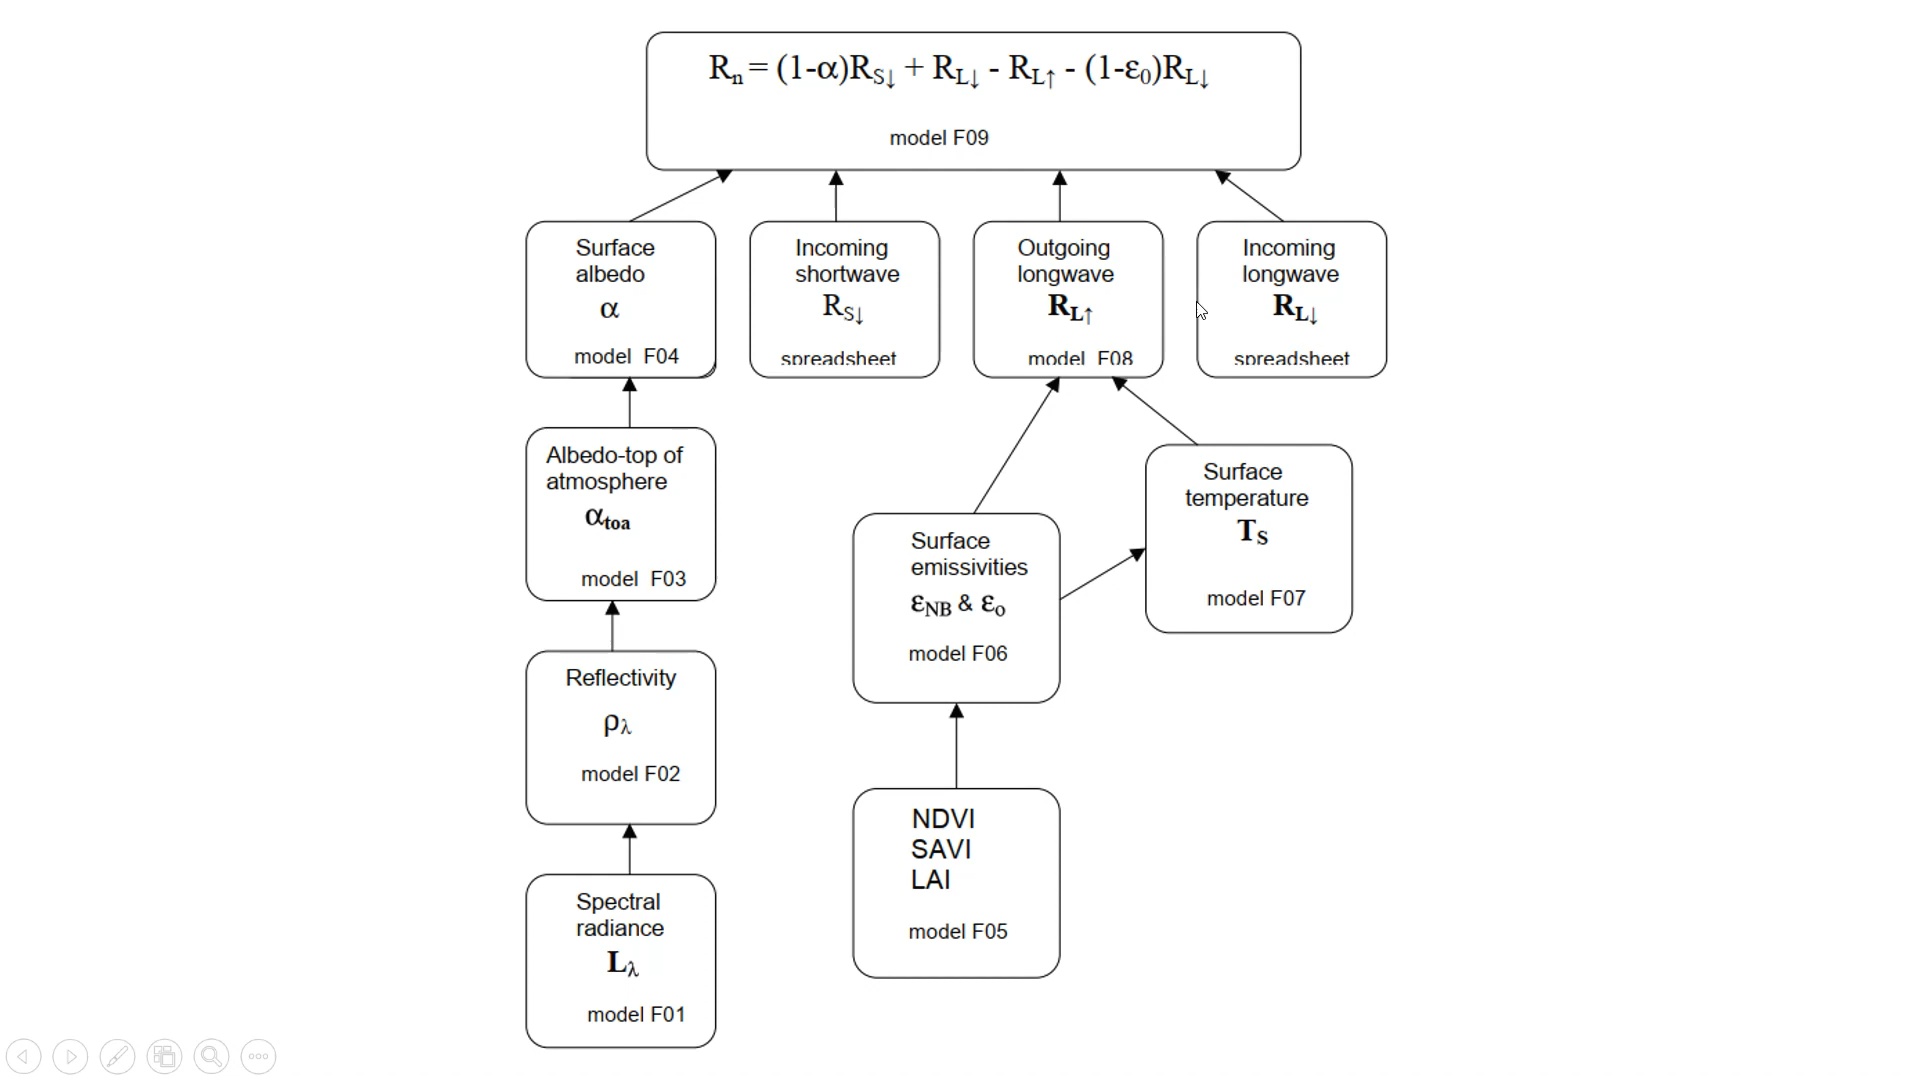 Rn = (1-α)RS↓ + RL↓ - RL↑ - (1-ε0)RL↓
model F09
Surface
albedo
α
model F04
Incoming
shortwave
RS↓
spreadsheet
Outgoing
longwave
RL↑
model F08
Incoming
longwave
RL↓
spreadsheet
Albedo-top of
atmosphere
αtoa
model F03
Surface
temperature
TS
model F07
Surface
emissivities
εNB & εo
model F06
Reflectivity
ρλ
model F02
NDVI
SAVI
LAI
model F05
Spectral
radiance
Lλ
model F01